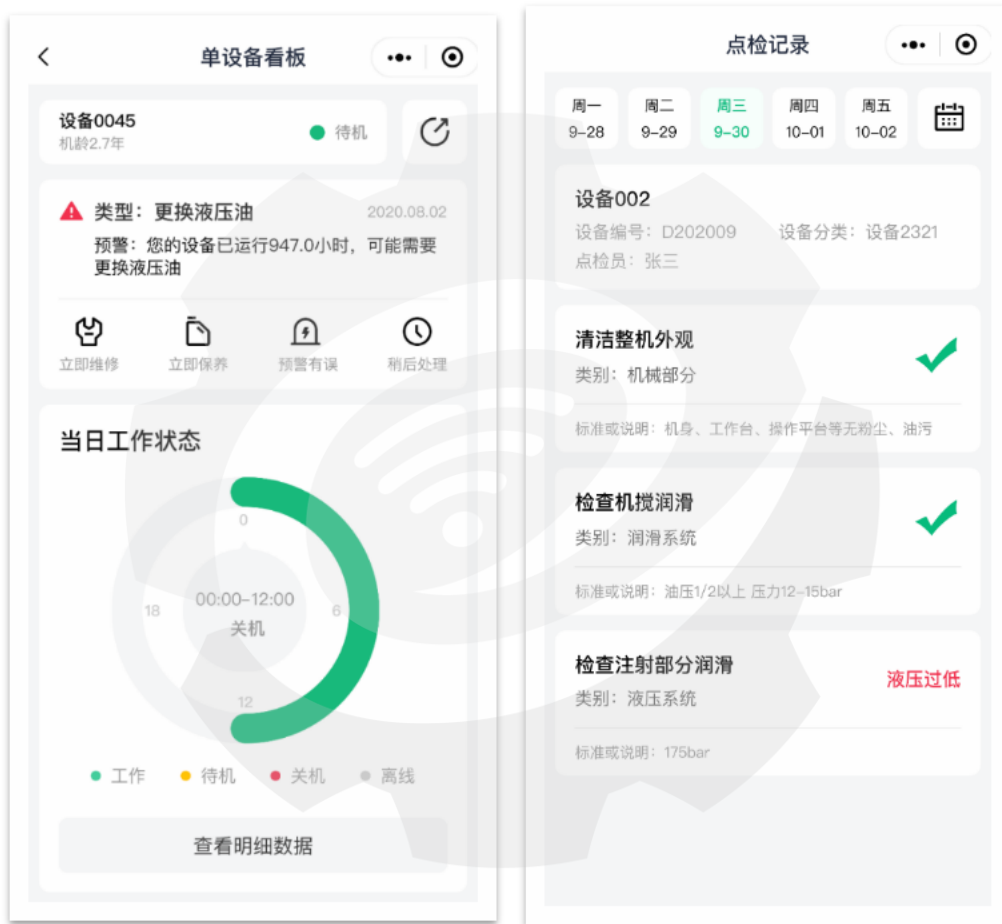 单设备看板
设备0045
机龄2.7年
待机
类型：更换液压油
2020.08.02
预警：您的设备已运行947.0小时，可能需要
更换液压油
立即维修 立即保养 预警有误 稍后处理
当日工作状态
0
00:00-12:00
18
6
关机
12
工作 待机 关机 离线
查看明细数据
点检记录
周一 周二 周三 周四 周五
9-28 9-29 9-30 10-01 10-02
设备002
设备编号：D202009 设备分类：设备2321
点检员：张三
清洁整机外观
类别：机械部分
标准或说明：机身、工作台、操作平台等无粉尘、油污
检查机搅润滑
类别：润滑系统
标准或说明：油压1/2以上 压力12-15bar
检查注射部分润滑
液压过低
类别：液压系统
标准或说明：175bar